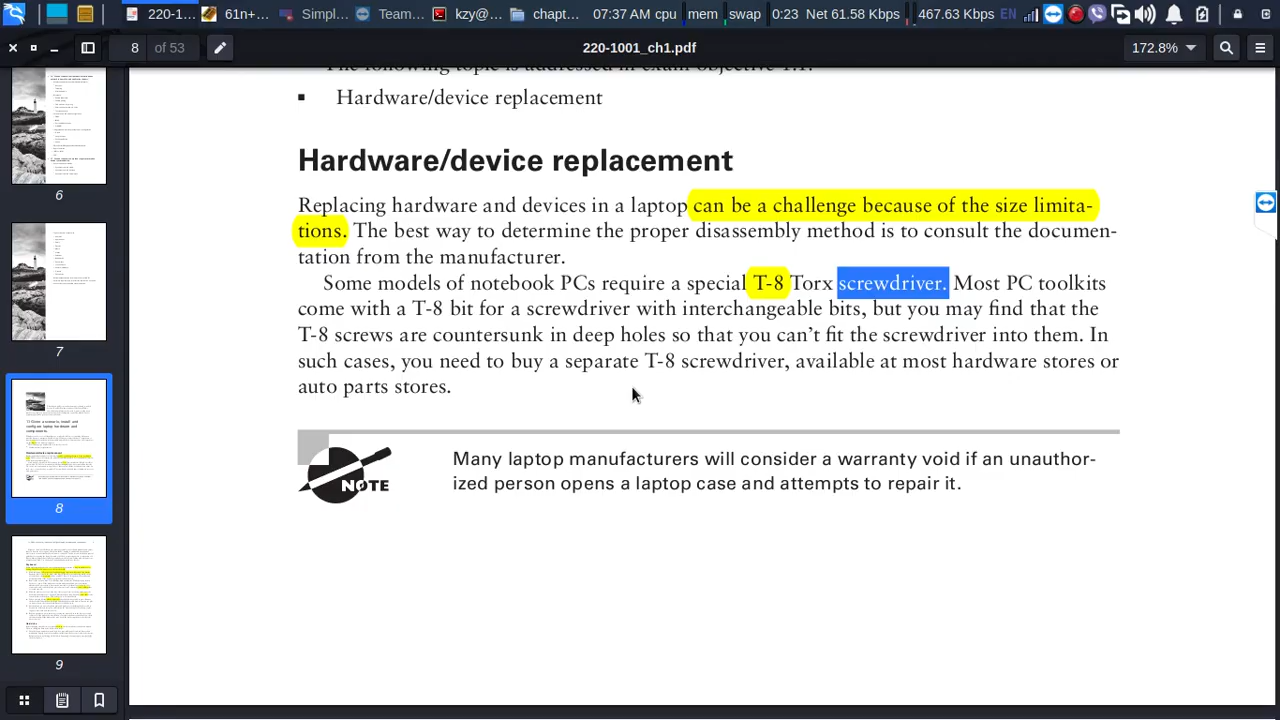 220-1... 61n+... Simpl... Team... kzy@... chapt... 07:37 AM cpu mem swap 0:23 Net 61.58 Kbps 467.63 Kbps EN
8 of 53 220-1001_ch1.pdf 172.8%
Hardware/device replacement
Hardware/device replacement
Replacing hardware and devices in a laptop can be a challenge because of the size limita-
tions. The best way to determine the proper disassembly method is to consult the documen-
tation from the manufacturer.
Some models of notebook PCs require a special T-8 Torx screwdriver. Most PC toolkits
come with a T-8 bit for a screwdriver with interchangeable bits, but you may find that the
T-8 screws are countersunk in deep holes so that you can't fit the screwdriver into them. In
such cases, you need to buy a separate T-8 screwdriver, available at most hardware stores or
auto parts stores.
NOTE
Many laptop manufacturers will consider a warranty void if an unauthor-
ized person opens a laptop case and attempts to repair it.
6
7
8
9